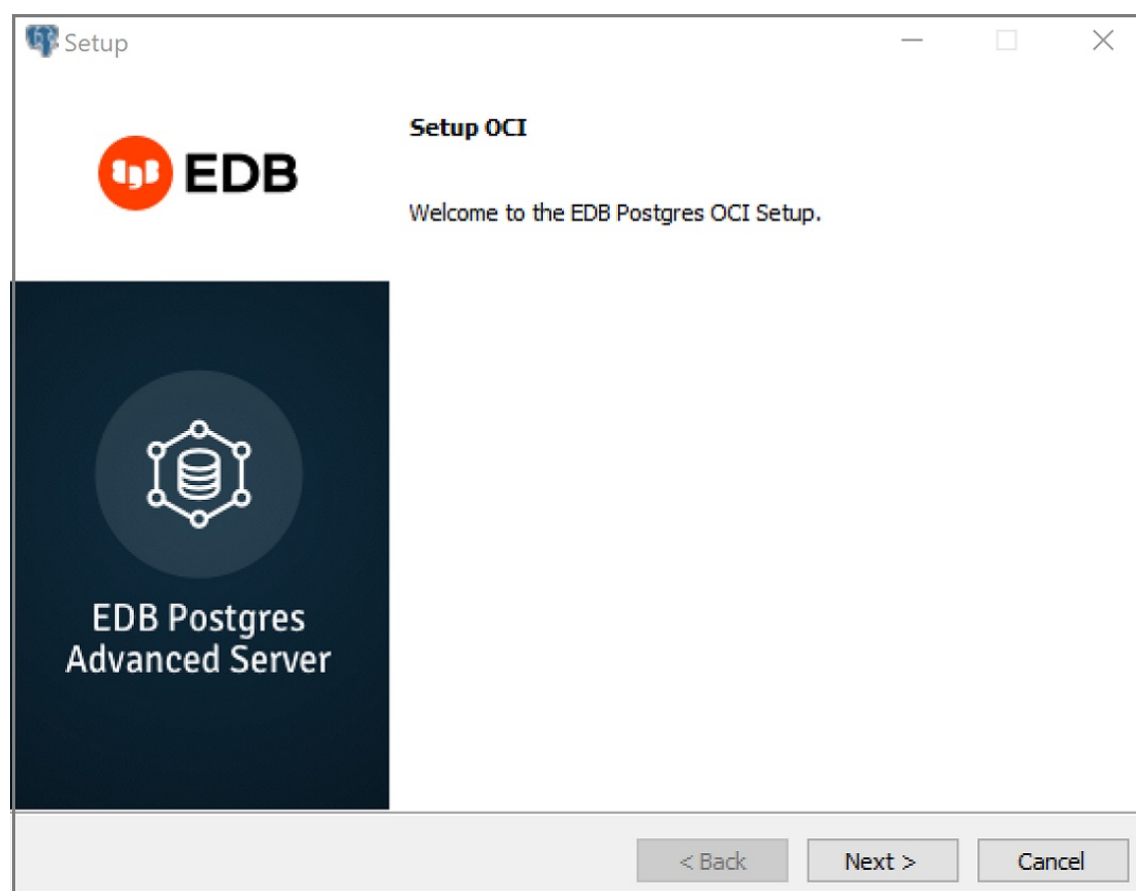 Setup
EDB
Setup OCI
Welcome to the EDB Postgres OCI Setup.
EDB Postgres
Advanced Server
< Back
Next >
Cancel